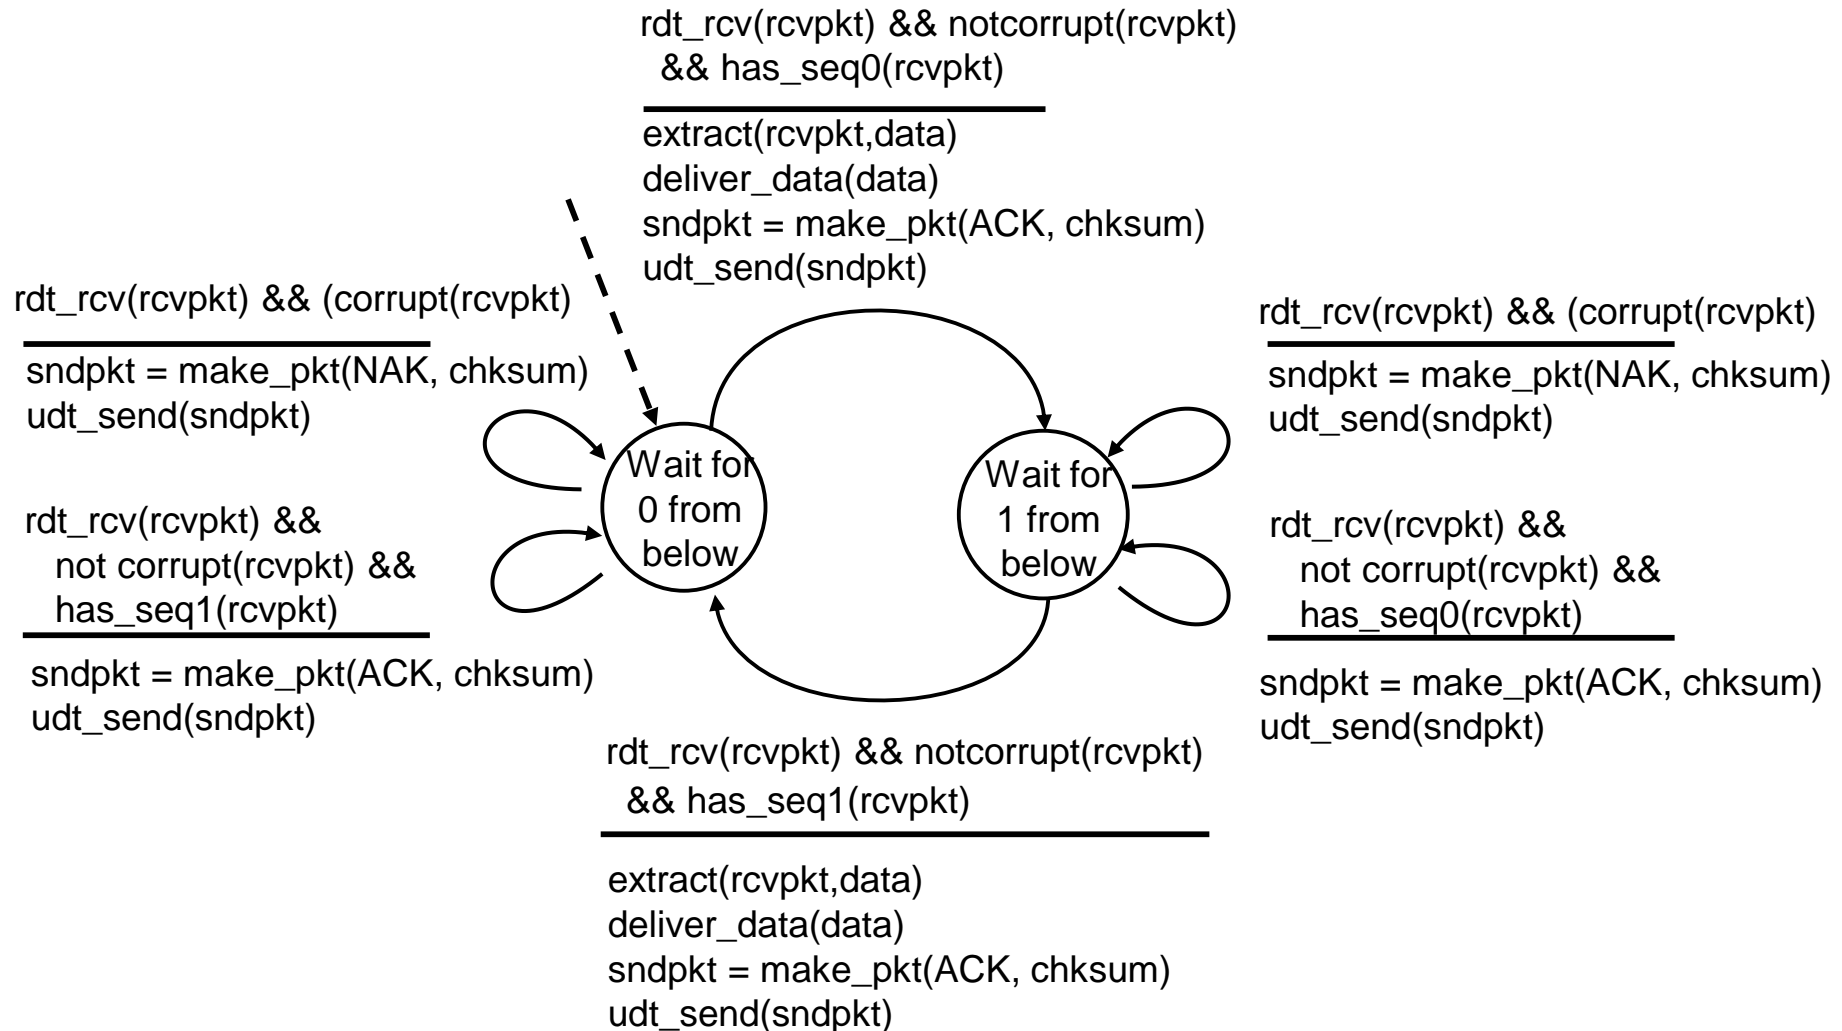 rdt_rcv(rcvpkt) && notcorrupt(rcvpkt)
&& has_seq0(rcvpkt)
extract(rcvpkt,data)
deliver_data(data)
sndpkt = make_pkt(ACK, chksum)
udt_send(sndpkt)
rdt_rcv(rcvpkt) && (corrupt(rcvpkt)
sndpkt = make_pkt(NAK, chksum)
udt_send(sndpkt)
rdt_rcv(rcvpkt) &&
not corrupt(rcvpkt) &&
has_seq1(rcvpkt)
sndpkt = make_pkt(ACK, chksum)
udt_send(sndpkt)
Wait for
0 from
below
Wait for
1 from
below
rdt_rcv(rcvpkt) && (corrupt(rcvpkt)
sndpkt = make_pkt(NAK, chksum)
udt_send(sndpkt)
rdt_rcv(rcvpkt) &&
not corrupt(rcvpkt) &&
has_seq0(rcvpkt)
sndpkt = make_pkt(ACK, chksum)
udt_send(sndpkt)
rdt_rcv(rcvpkt) && notcorrupt(rcvpkt)
&& has_seq1(rcvpkt)
extract(rcvpkt,data)
deliver_data(data)
sndpkt = make_pkt(ACK, chksum)
udt_send(sndpkt)